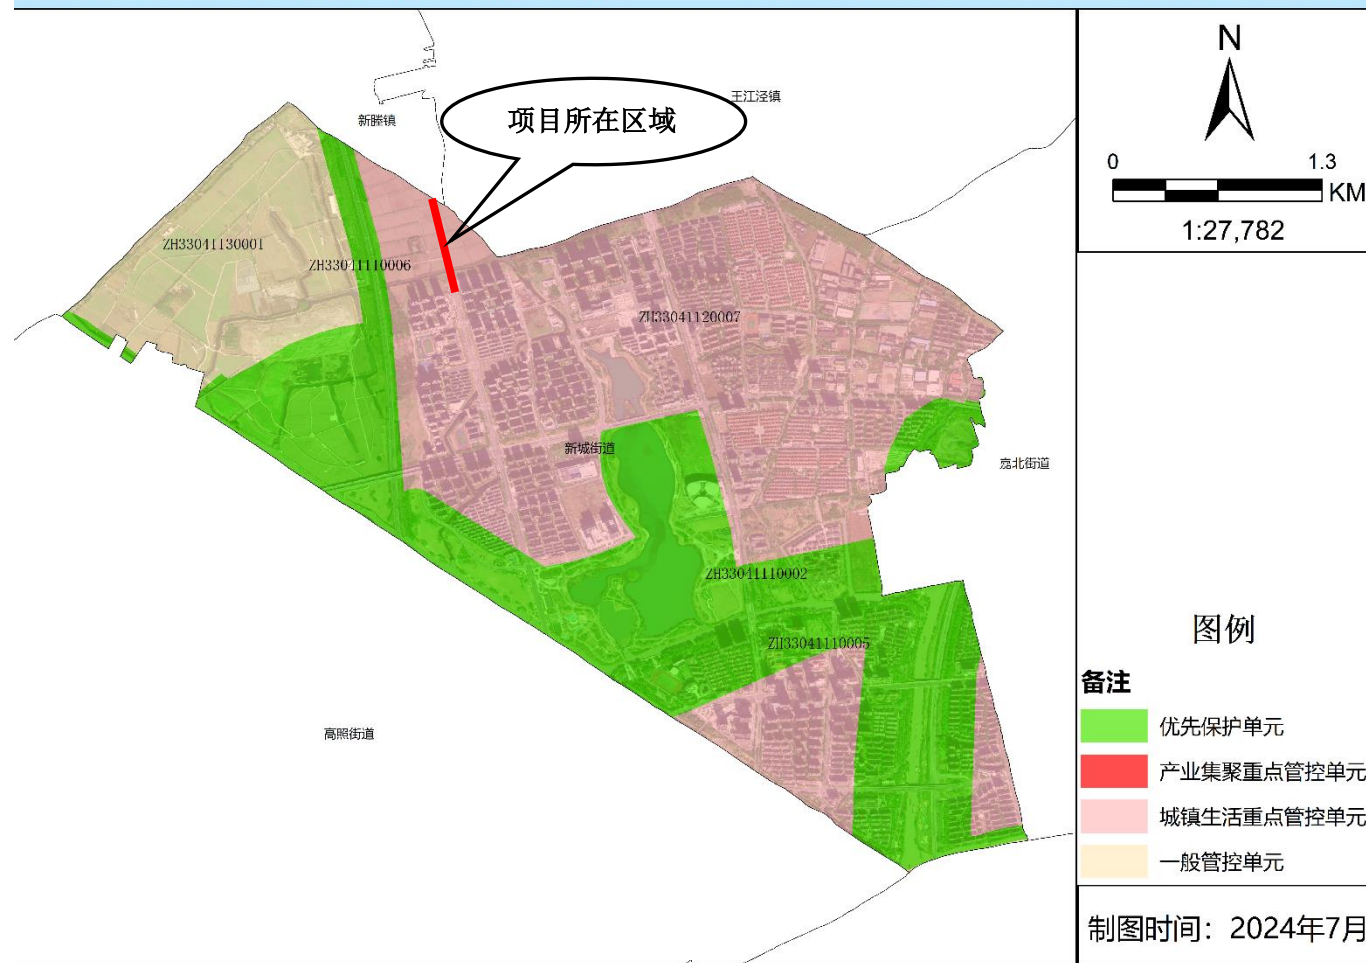 N
0 1.3
KM
1:27,782
王江泾镇
新塍镇
项目所在区域
ZH33041130001
ZH33041110006
ZH33041120007
新城街道
嘉北街道
ZH33041110002
ZH33041110005
高照街道
图例
备注
优先保护单元
产业集聚重点管控单元
城镇生活重点管控单元
一般管控单元
制图时间：2024年7月